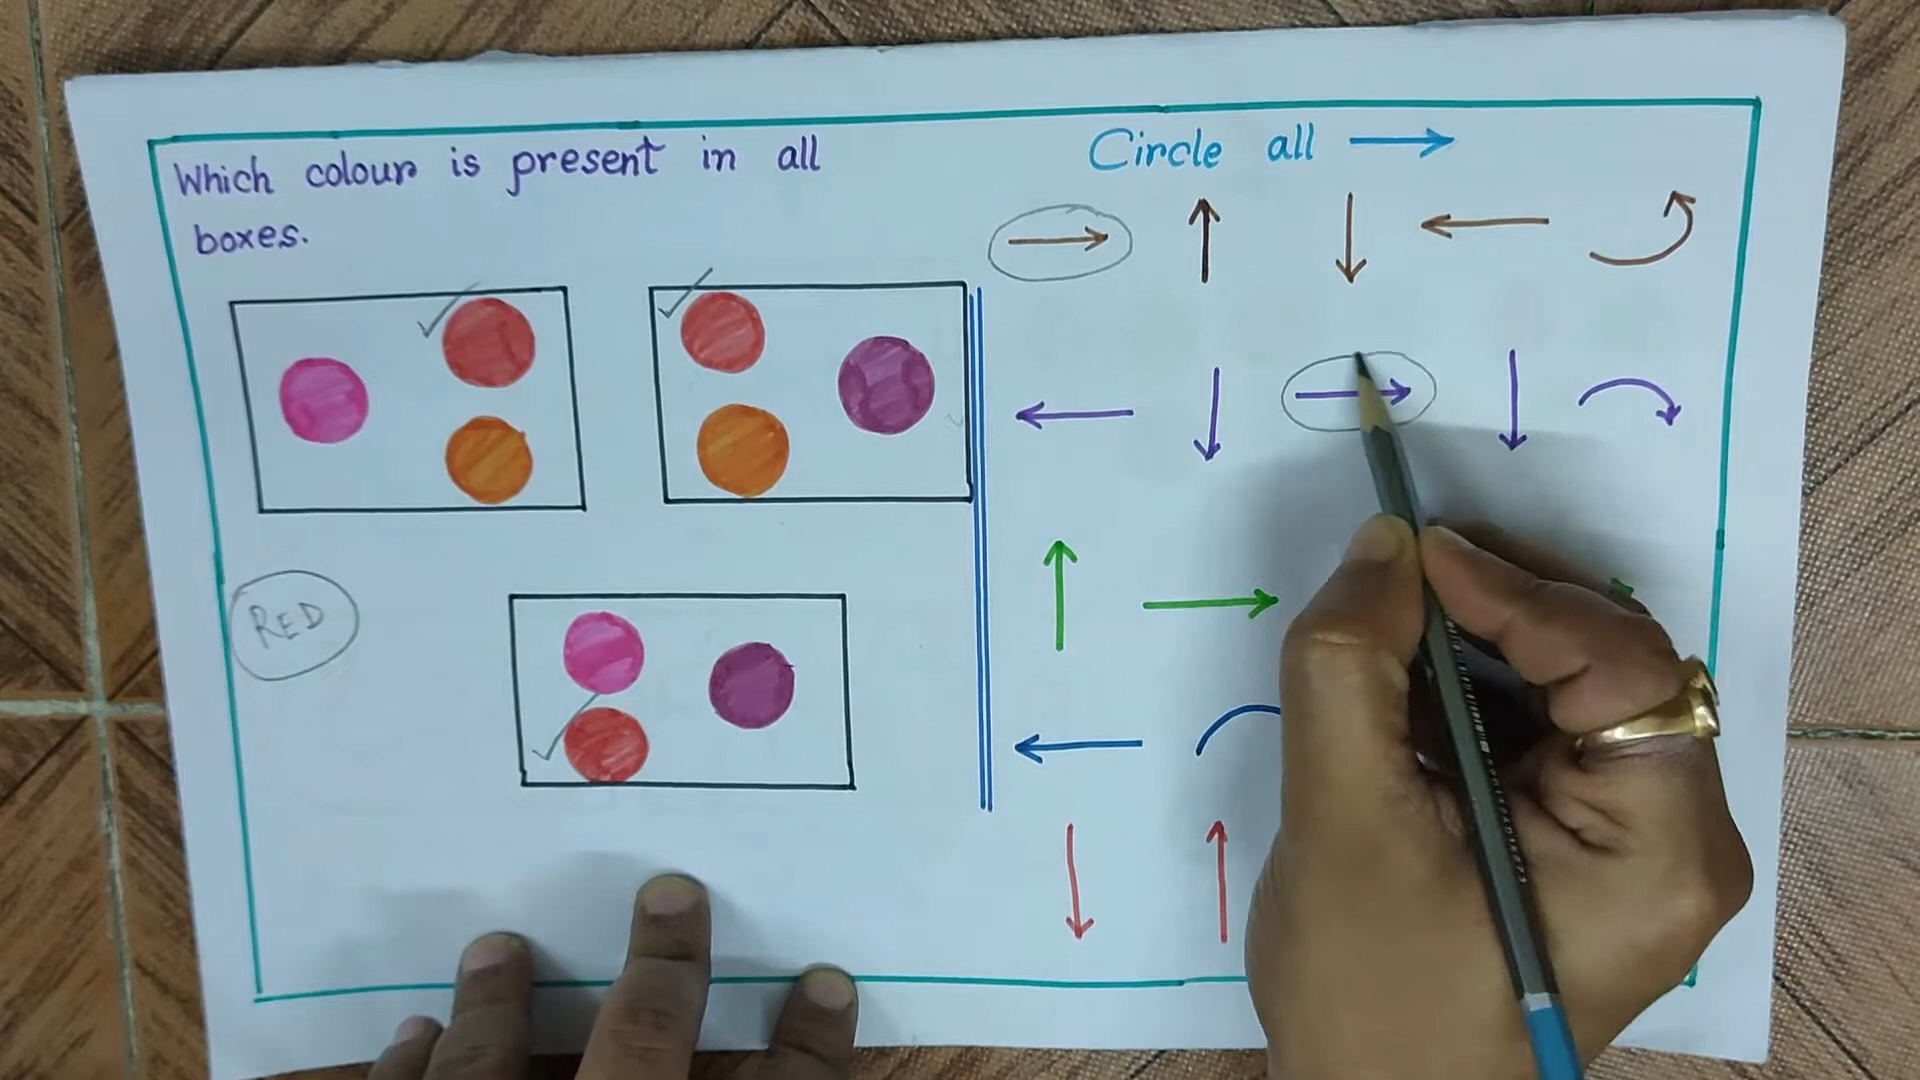 Which colour is present in all
boxes.
RED
Circle all →